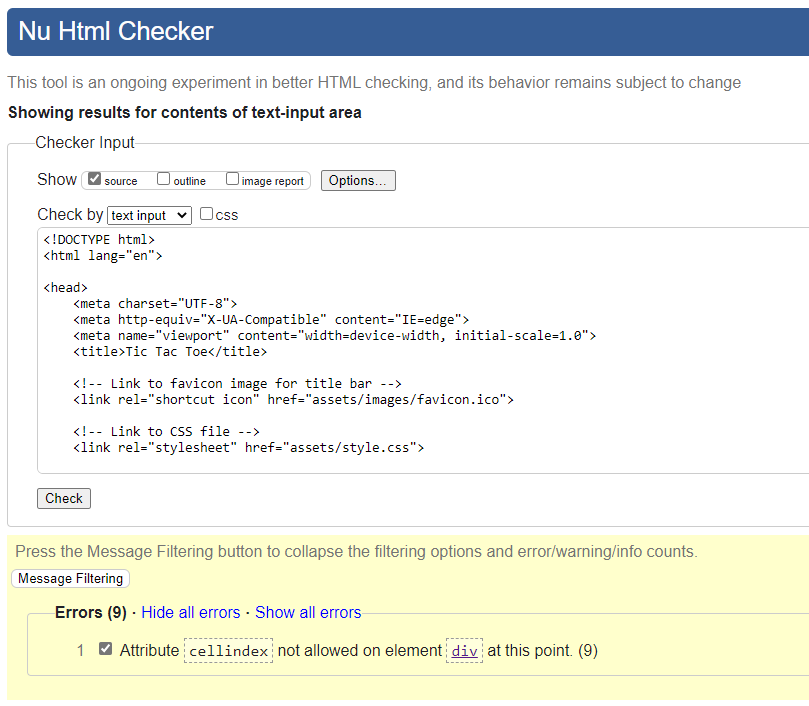 Nu Html Checker
This tool is an ongoing experiment in better HTML checking, and its behavior remains subject to change
Showing results for contents of text-input area
Checker Input
Show source outline image report Options...
Check by text input css
<!DOCTYPE html>
<html lang="en">
<head>
<meta charset="UTF-8">
<meta http-equiv="X-UA-Compatible" content="IE=edge">
<meta name="viewport" content="width=device-width, initial-scale=1.0">
<title>Tic Tac Toe</title>
<!-- Link to favicon image for title bar -->
<link rel="shortcut icon" href="assets/images/favicon.ico">
<!-- Link to CSS file -->
<link rel="stylesheet" href="assets/style.css">
Check
Press the Message Filtering button to collapse the filtering options and error/warning/info counts.
Message Filtering
Errors (9) · Hide all errors · Show all errors
1 Attribute cellindex not allowed on element div at this point. (9)